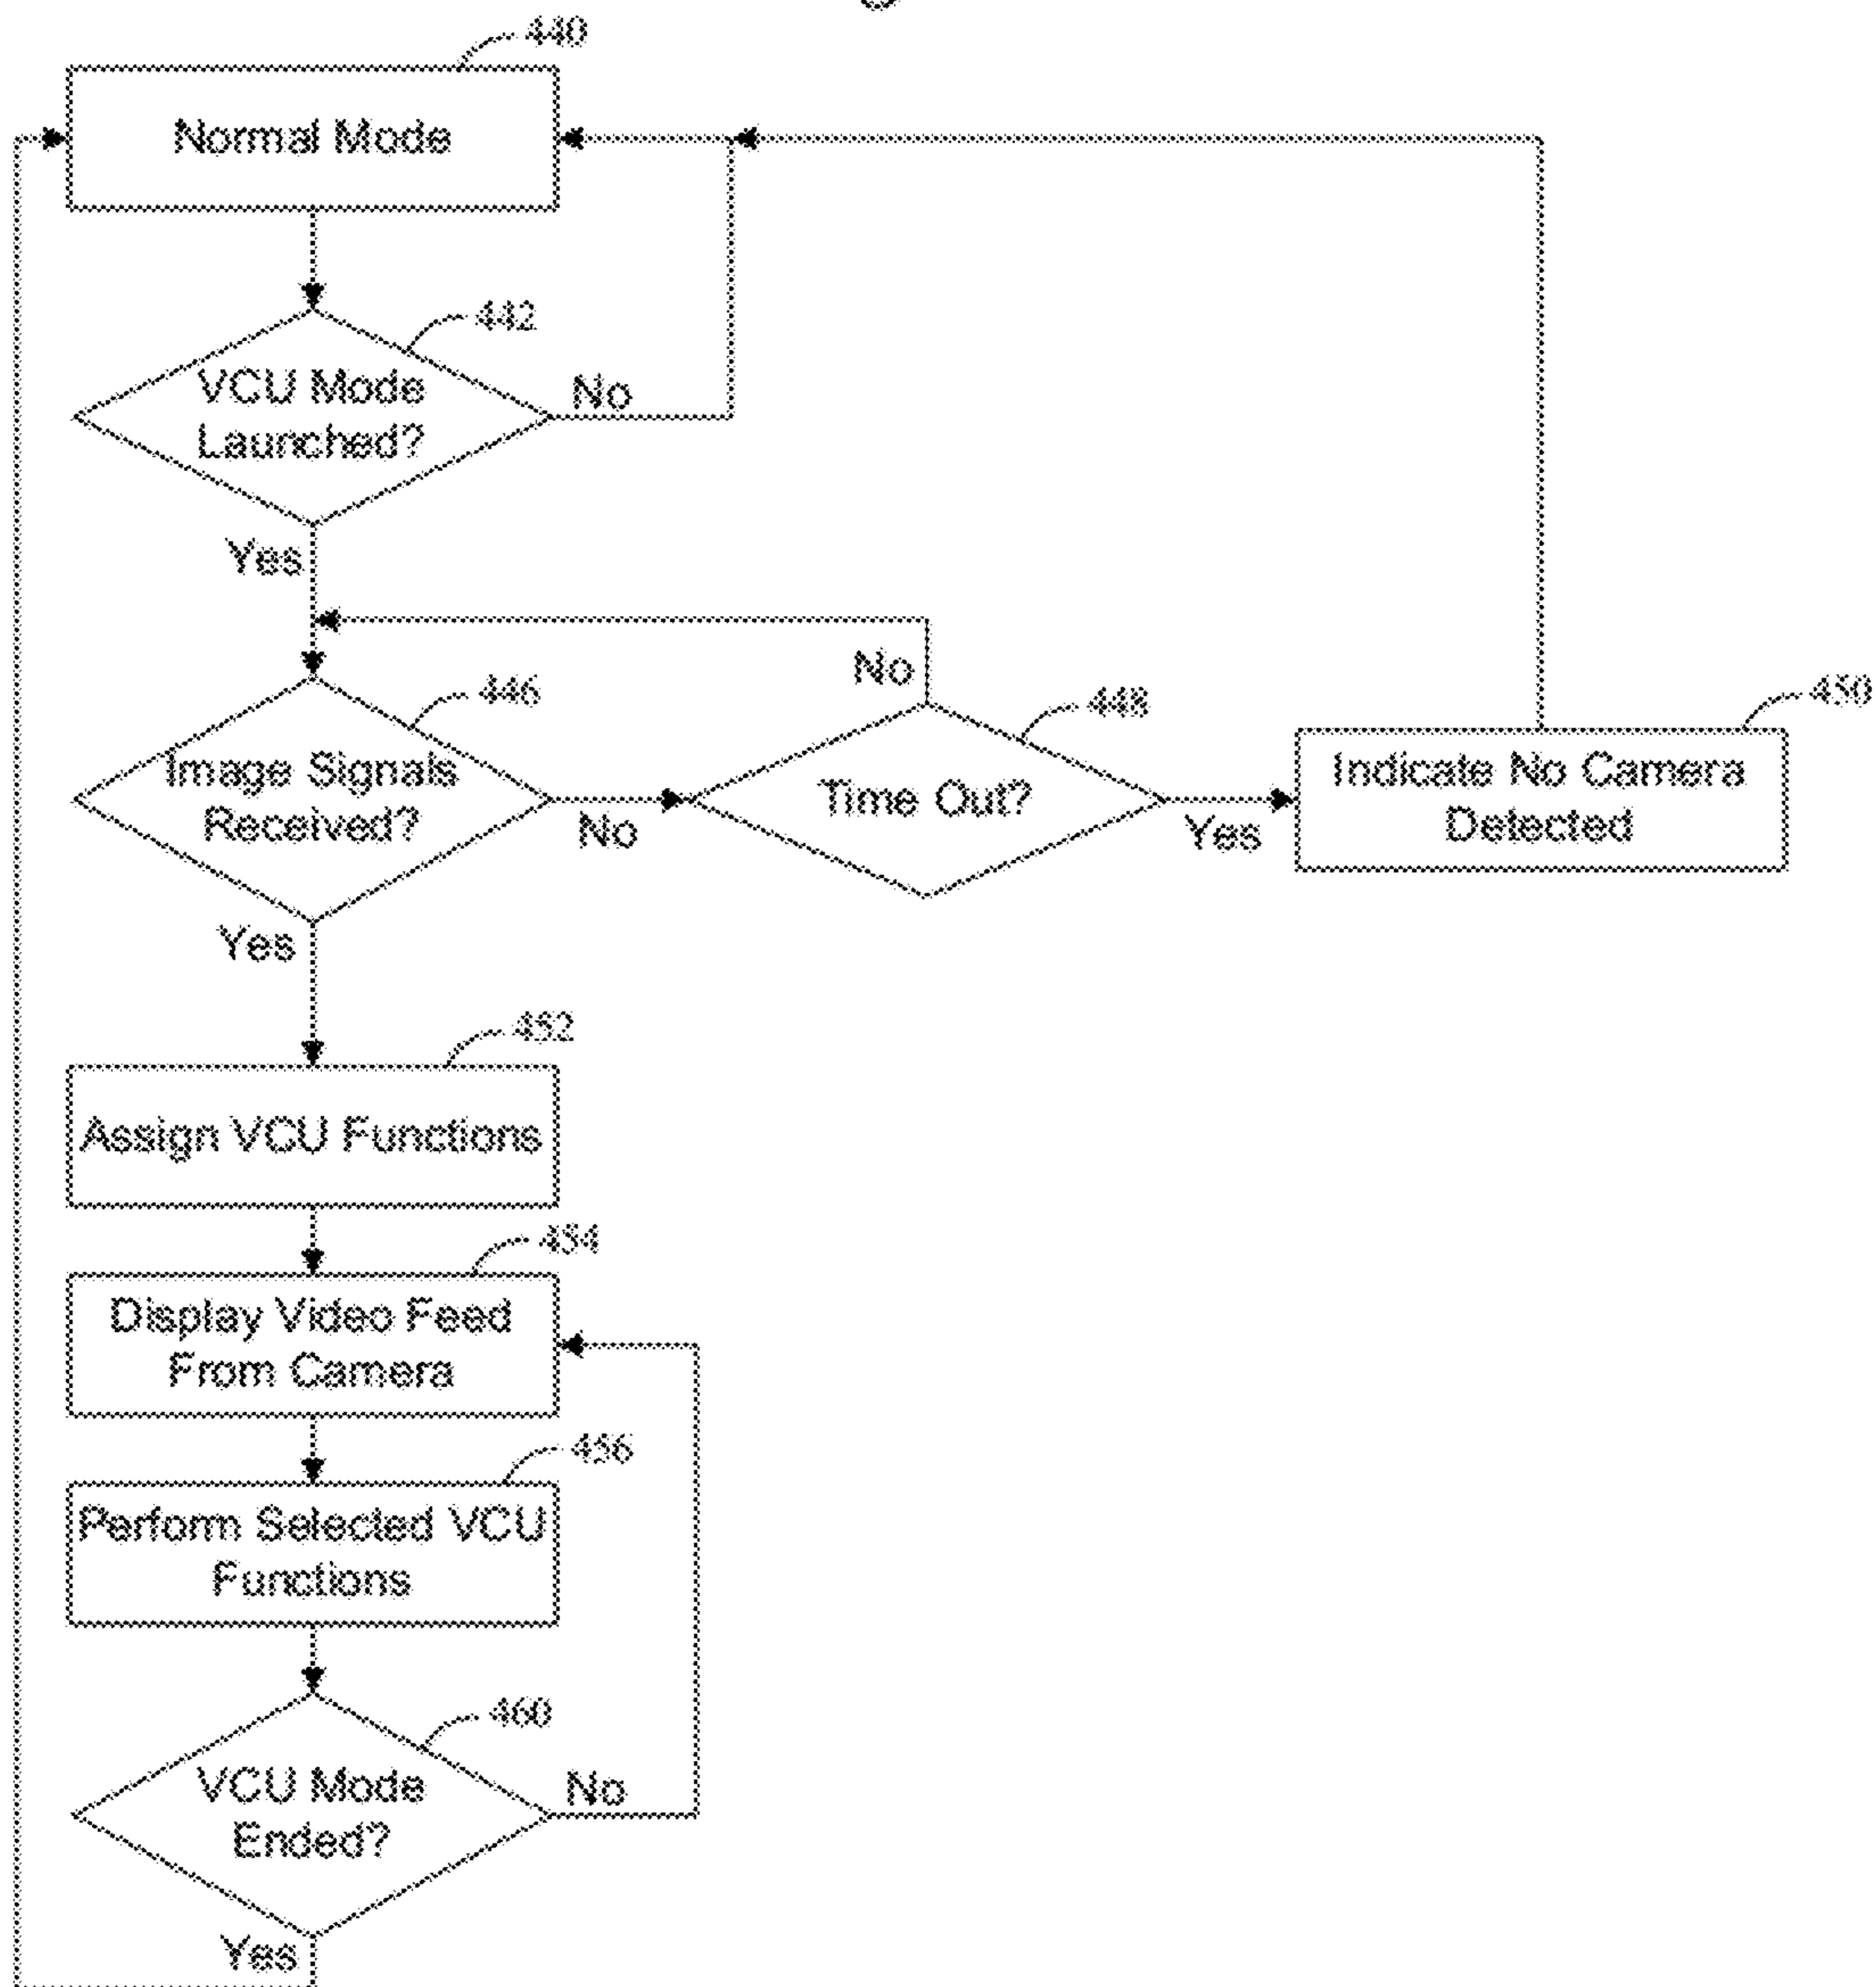 440
Normal Mode
442
VCU Mode
Launched?
No
Yes
No
446
448
450
Image Signals
Received?
No
Time Out?
Yes
Indicate No Camera
Detected
Yes
452
Assign VCU Functions
454
Display Video Feed
From Camera
456
Perform Selected VCU
Functions
460
VCU Mode
Ended?
No
Yes